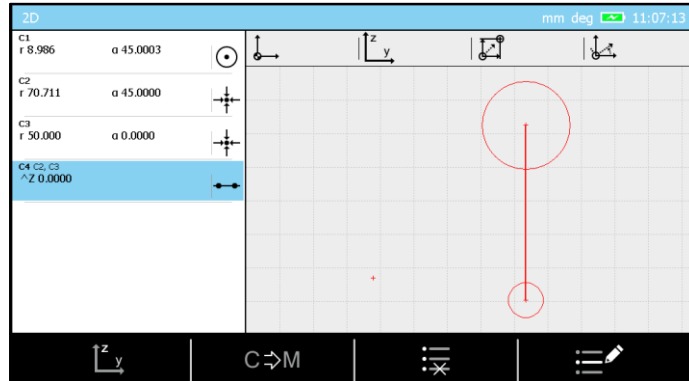 2D
mm deg 11:07:13
C1
r 8.986 α 45.0003
C2
r 70.711 α 45.0000
C3
r 50.000 α 0.0000
C4 C2, C3
^Z 0.0000
z
y
z
y
C⇨M